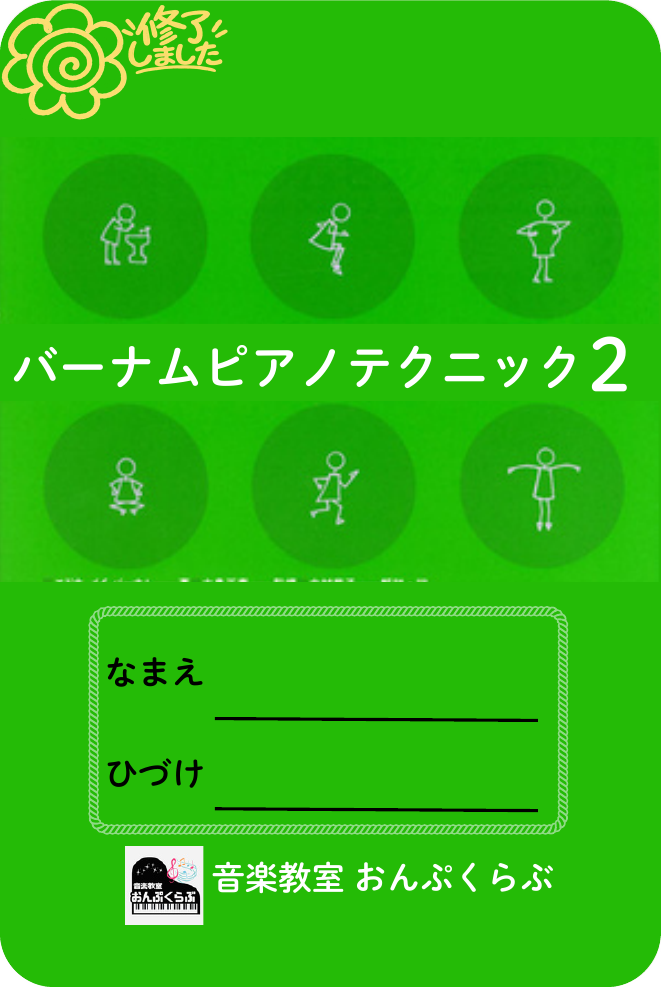 修了
しました
バーナムピアノテクニック2
なまえ
ひづけ
音楽教室
おんぷくらぶ
音楽教室 おんぷくらぶ